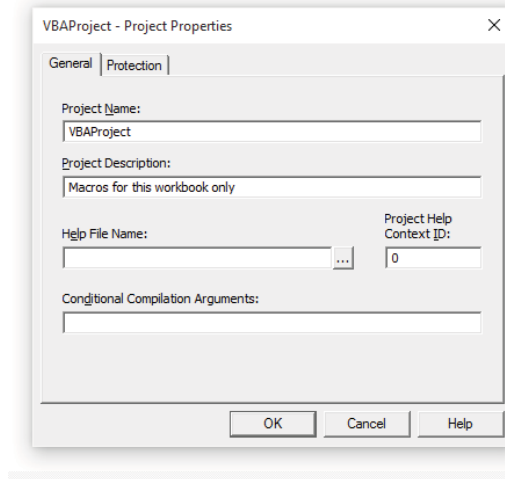 VBAProject - Project Properties
General Protection
Project Name:
VBAProject
Project Description:
Macros for this workbook only
Help File Name:
Project Help
Context ID:
...
0
Conditional Compilation Arguments:
OK Cancel Help